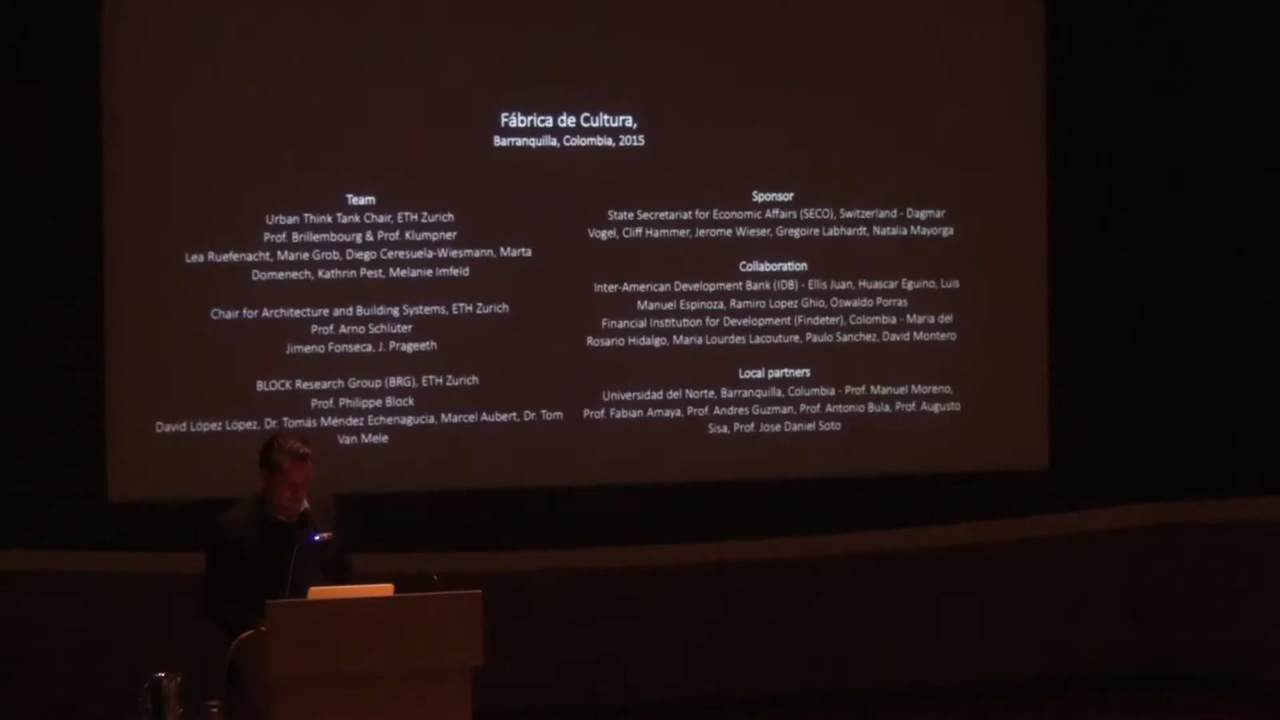 Fábrica de Cultura,
Barranquilla, Colombia, 2015
Team
Urban Think Tank Chair, ETH Zurich
Prof. Brillembourg & Prof. Klumpner
Lea Ruefenacht, Marie Grob, Diego Ceresuela-Wiesmann, Marta
Domenech, Kathrin Pest, Melanie Imfeld
Chair for Architecture and Building Systems, ETH Zurich
Prof. Arno Schlüter
Jimeno Fonseca, J. Prageeth
BLOCK Research Group (BRG), ETH Zurich
Prof. Philippe Block
David López López, Dr. Tomás Méndez Echenagucia, Marcel Aubert, Dr. Tom
Van Mele
Sponsor
State Secretariat for Economic Affairs (SECO), Switzerland - Dagmar
Vogel, Cliff Hammer, Jerome Wieser, Gregoire Labhardt, Natalia Mayorga
Collaboration
Inter-American Development Bank (IDB) - Ellis Juan, Huascar Eguino, Luis
Manuel Espinoza, Ramiro Lopez Ghio, Oswaldo Porras
Financial Institution for Development (Findeter), Colombia - Maria del
Rosario Hidalgo, Maria Lourdes Lacouture, Paulo Sanchez, David Montero
Local partners
Universidad del Norte, Barranquilla, Columbia - Prof. Manuel Moreno,
Prof. Fabian Amaya, Prof. Andres Guzman, Prof. Antonio Bula, Prof. Augusto
Sisa, Prof. Jose Daniel Soto